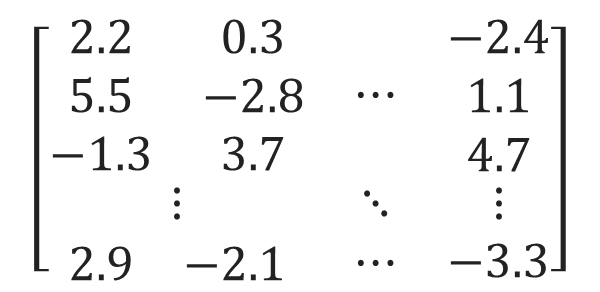 2.2 0.3 −2.4
5.5 −2.8 ⋯ 1.1
−1.3 3.7 4.7
⋮ ⋱ ⋮
2.9 −2.1 ⋯ −3.3